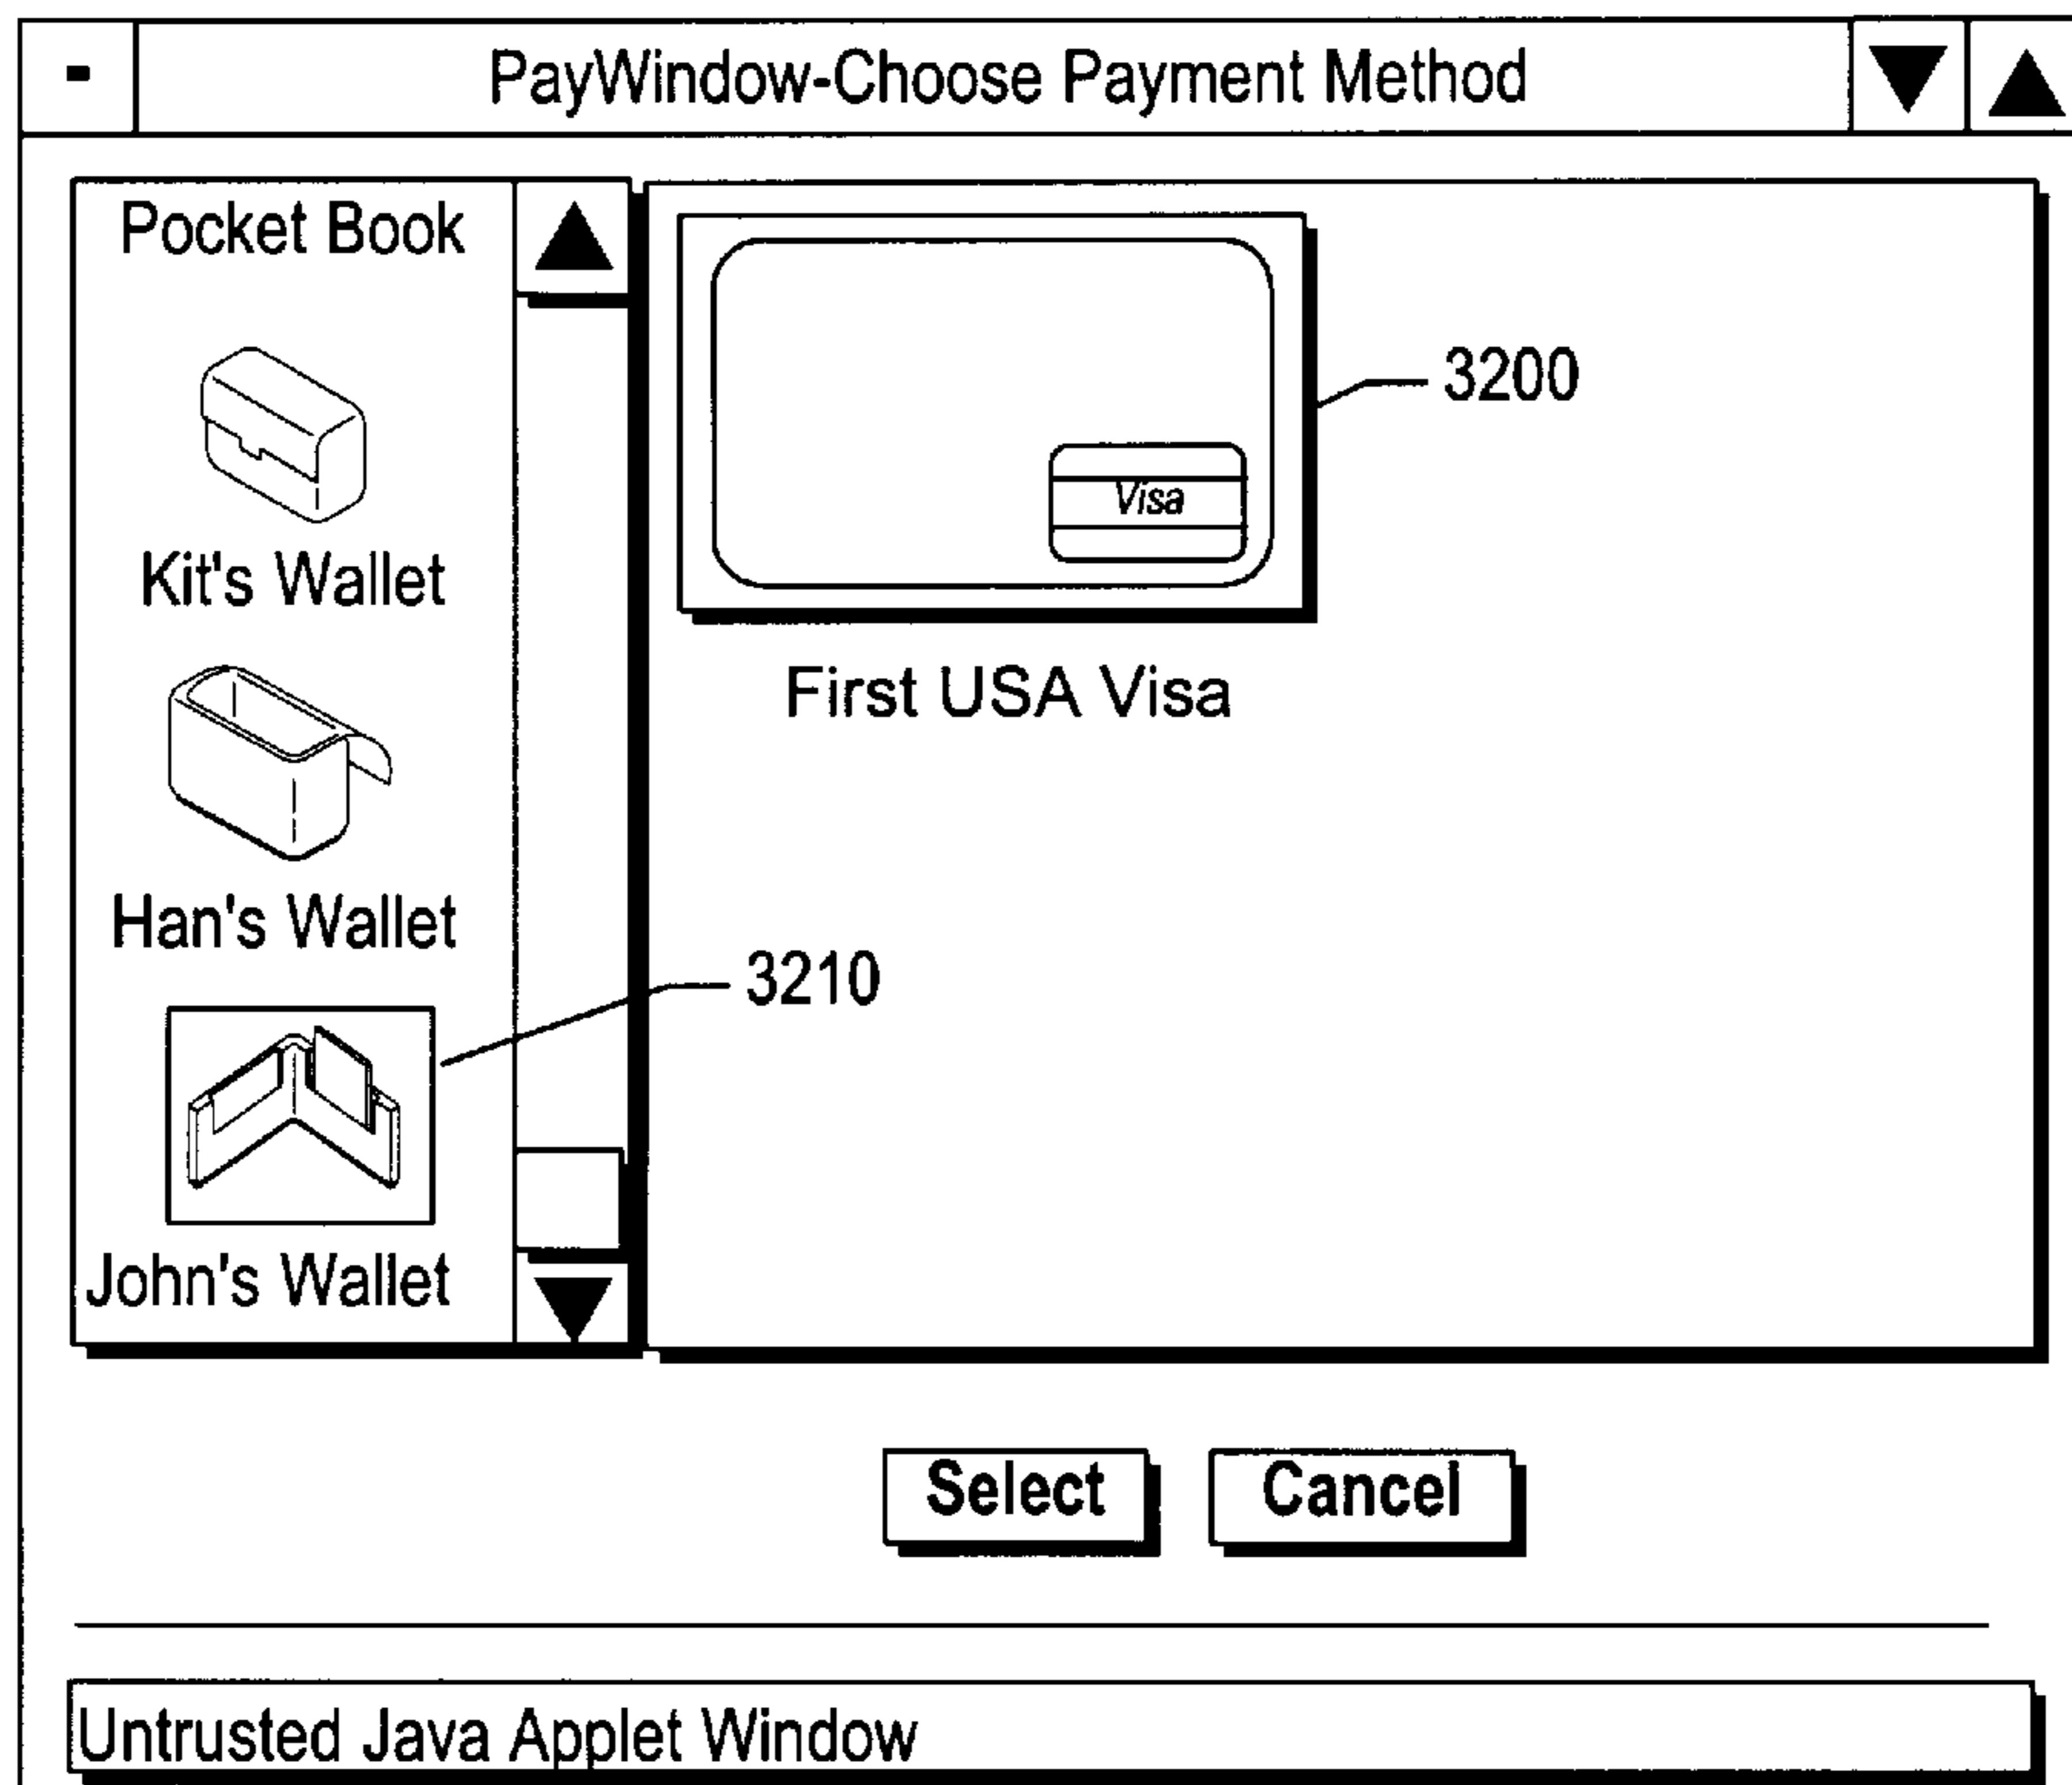 PayWindow-Choose Payment Method
Pocket Book
Kit's Wallet
Han's Wallet
John's Wallet
Visa
3200
First USA Visa
3210
Select
Cancel
Untrusted Java Applet Window